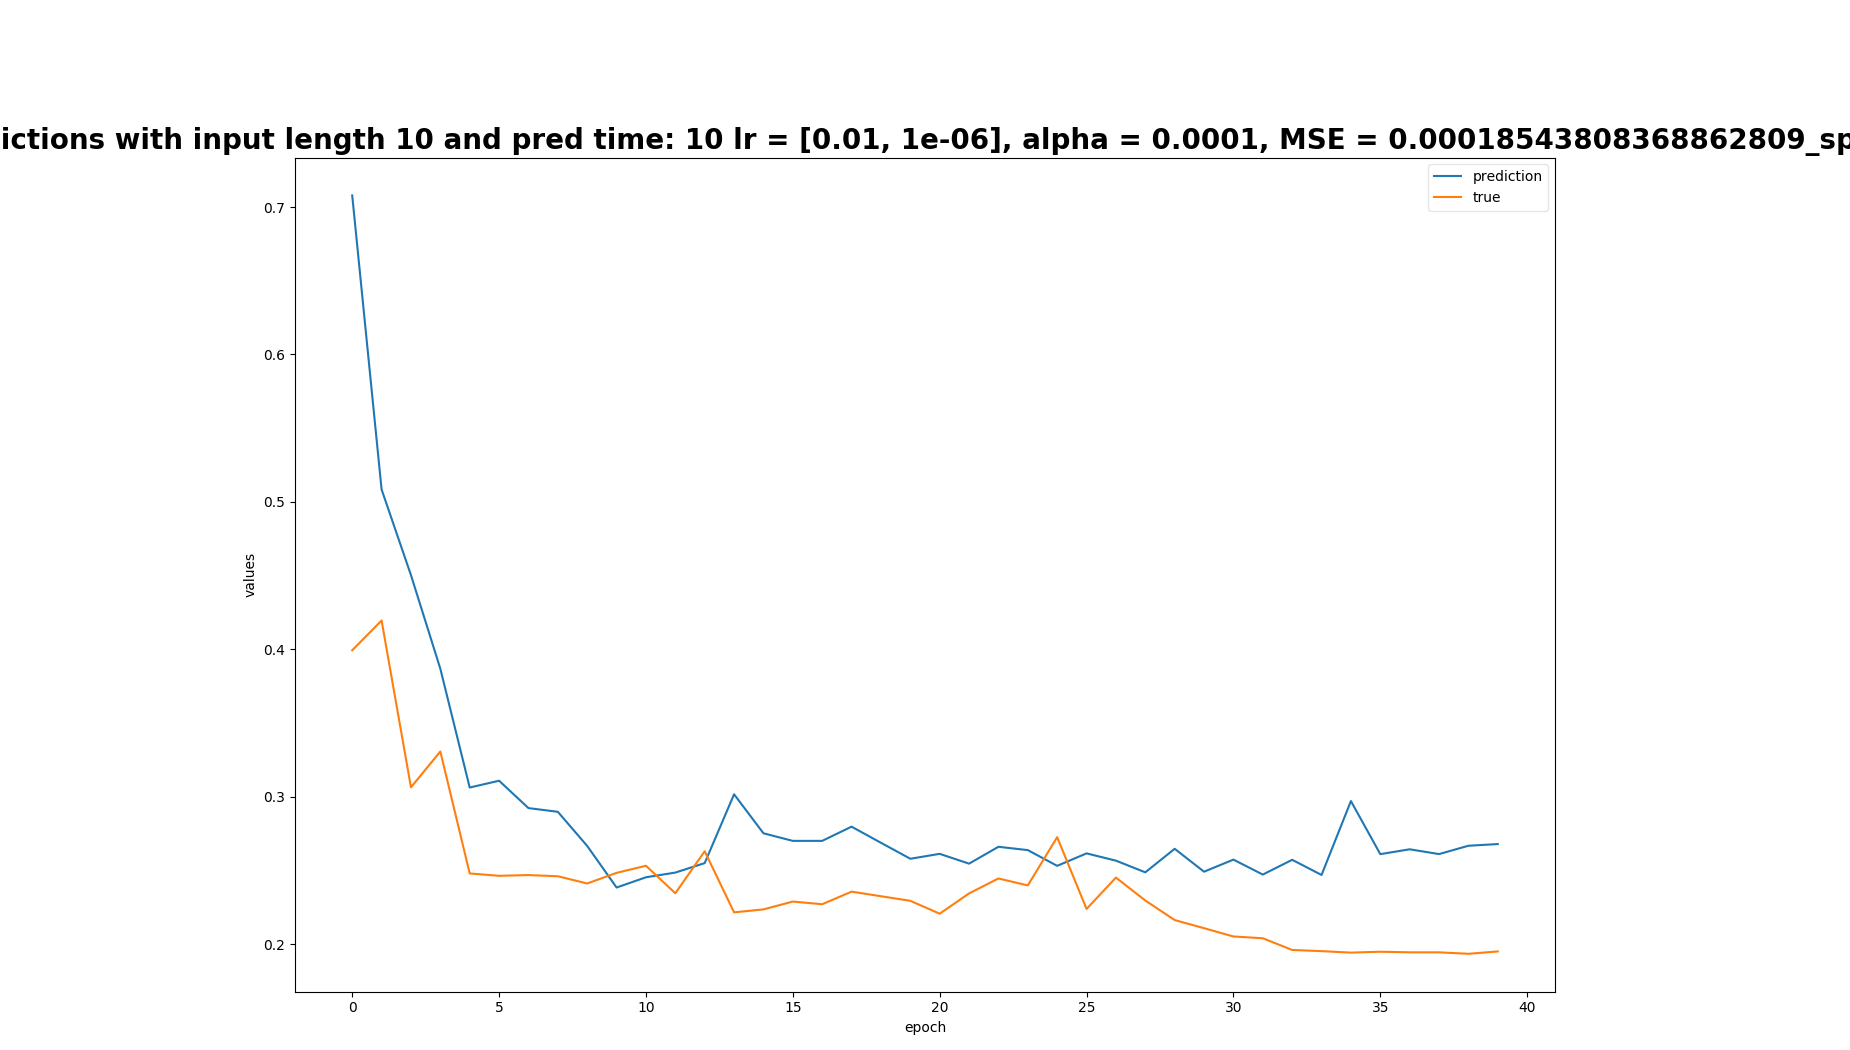 ictions with input length 10 and pred time: 10 lr = [0.01, 1e-06], alpha = 0.0001, MSE = 0.00018543808368862809_sp
prediction
true
0.7
0.6
0.5
0.4
0.3
0.2
values
0 5 10 15 20 25 30 35 40
epoch